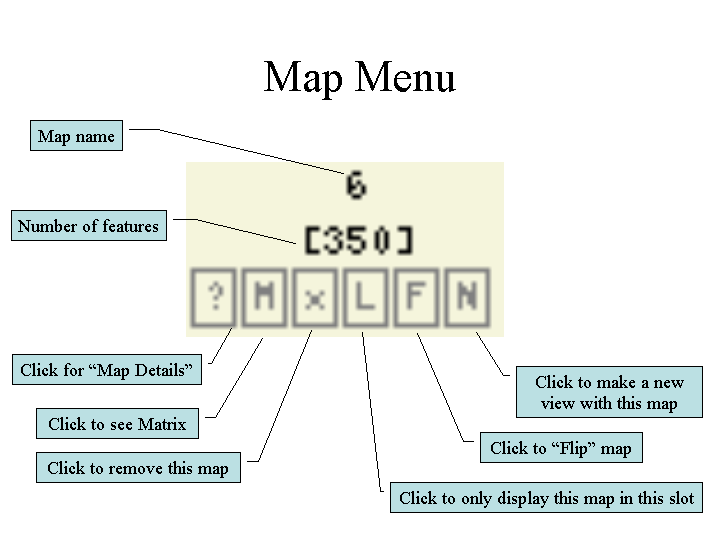 Map Menu
Map name
6
Number of features
[350]
? M x L F N
Click for “Map Details”
Click to make a new
view with this map
Click to see Matrix
Click to “Flip” map
Click to remove this map
Click to only display this map in this slot